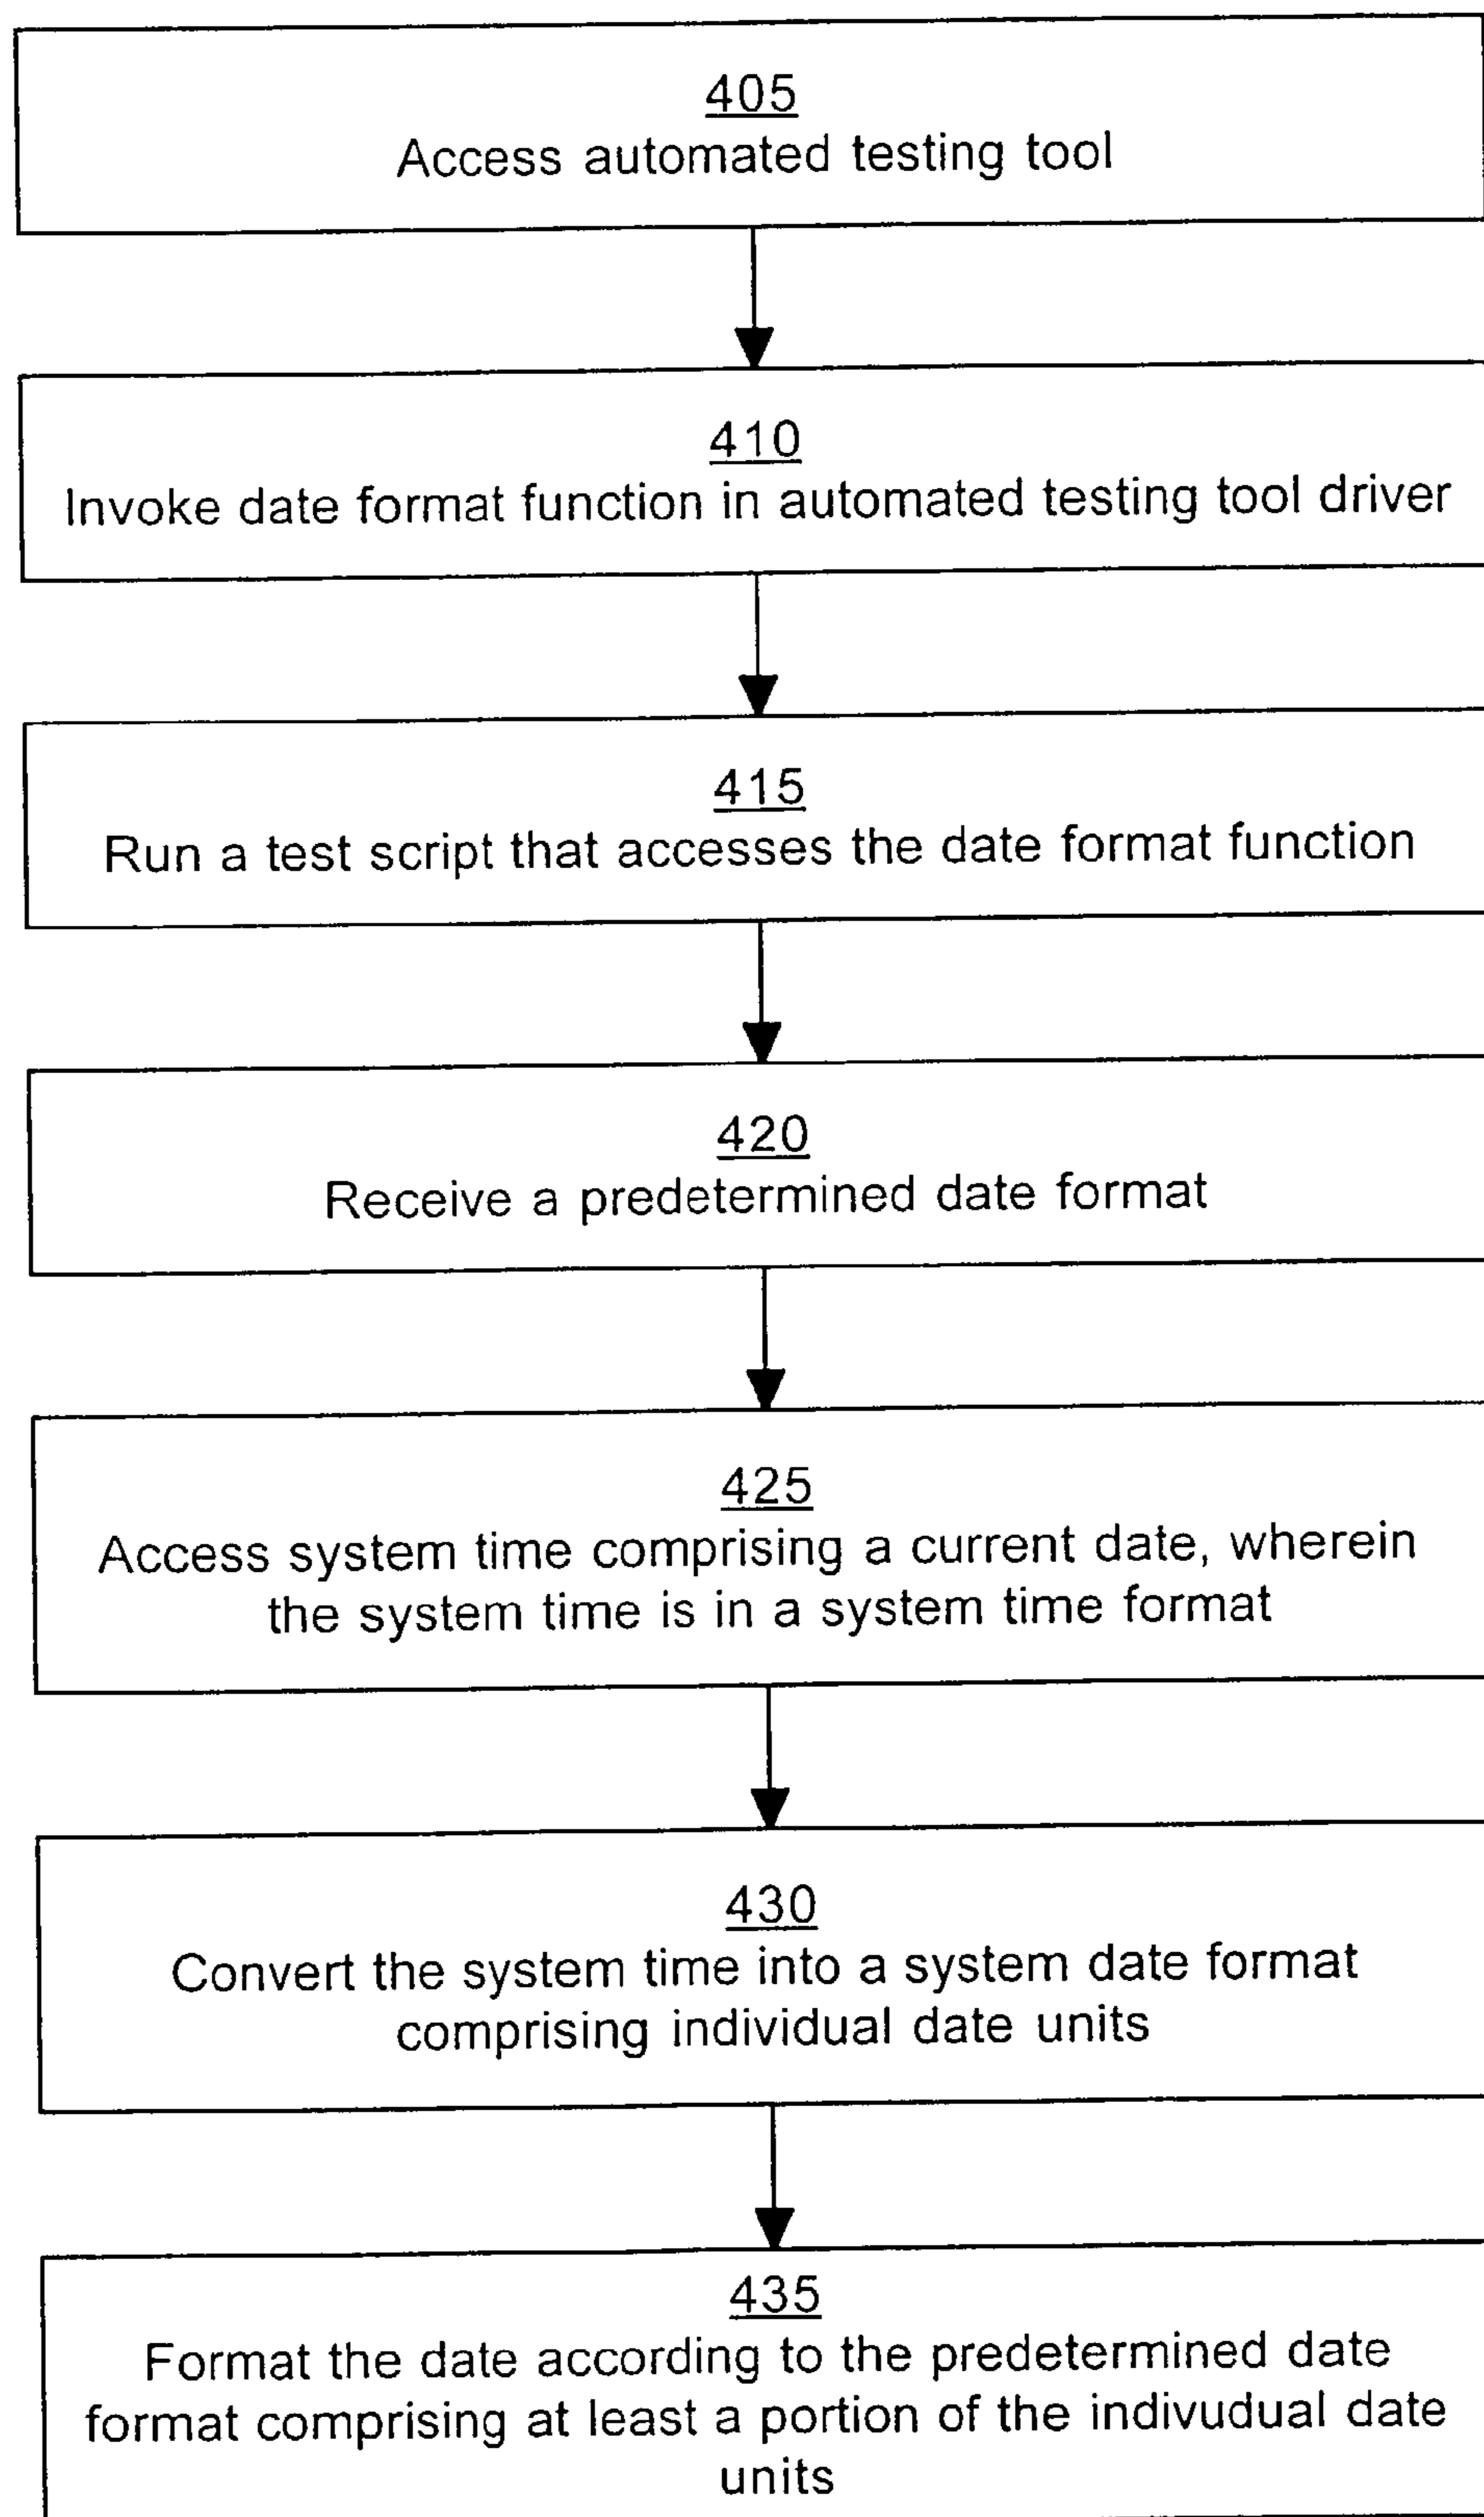 405
Access automated testing tool
410
Invoke date format function in automated testing tool driver
415
Run a test script that accesses the date format function
420
Receive a predetermined date format
425
Access system time comprising a current date, wherein
the system time is in a system time format
430
Convert the system time into a system date format
comprising individual date units
435
Format the date according to the predetermined date
format comprising at least a portion of the indivudual date
units